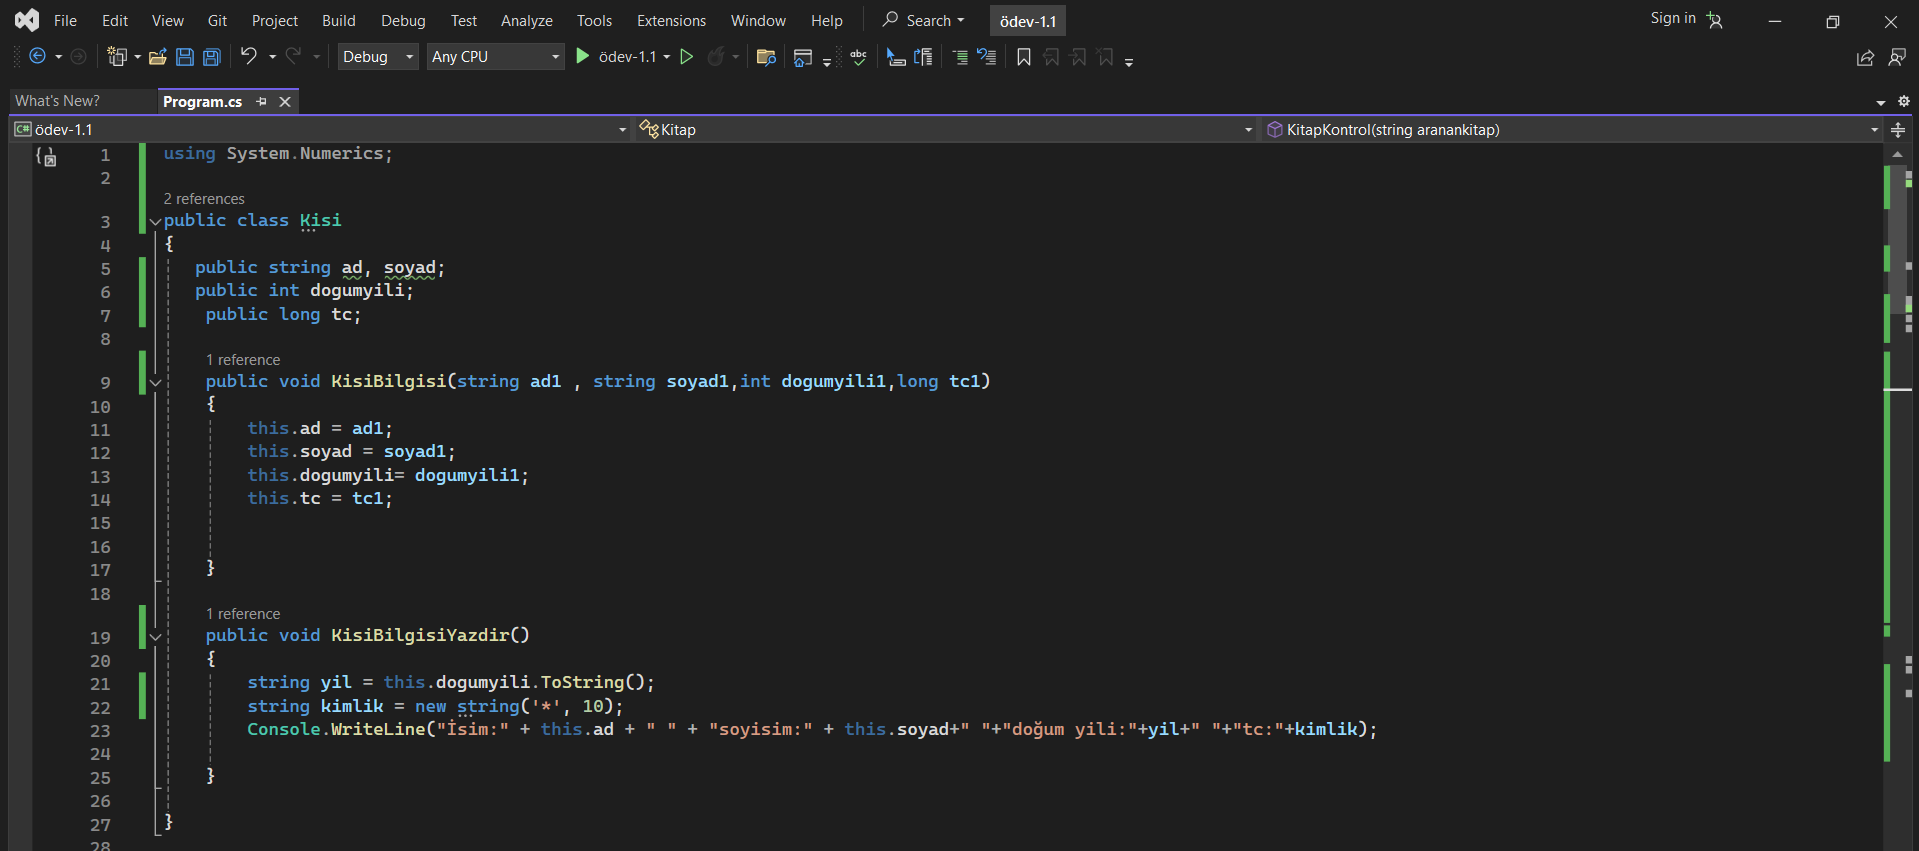 File Edit View Git Project Build Debug Test Analyze Tools Extensions Window Help Search ödev-1.1 Sign in
Debug Any CPU ödev-1.1
What's New? Program.cs
C# ödev-1.1 Kitap KitapKontrol(string aranankitap)
1 using System.Numerics;
2
2 references
3 public class Kisi
4 {
5 public string ad, soyad;
6 public int dogumyili;
7 public long tc;
8
1 reference
9 public void KisiBilgisi(string ad1 , string soyad1,int dogumyili1,long tc1)
10 {
11 this.ad = ad1;
12 this.soyad = soyad1;
13 this.dogumyili= dogumyili1;
14 this.tc = tc1;
15
16
17 }
18
1 reference
19 public void KisiBilgisiYazdir()
20 {
21 string yil = this.dogumyili.ToString();
22 string kimlik = new string('*', 10);
23 Console.WriteLine("İsim:" + this.ad + " " + "soyisim:" + this.soyad+" "+"doğum yili:"+yil+" "+"tc:"+kimlik);
24
25 }
26
27 }
28